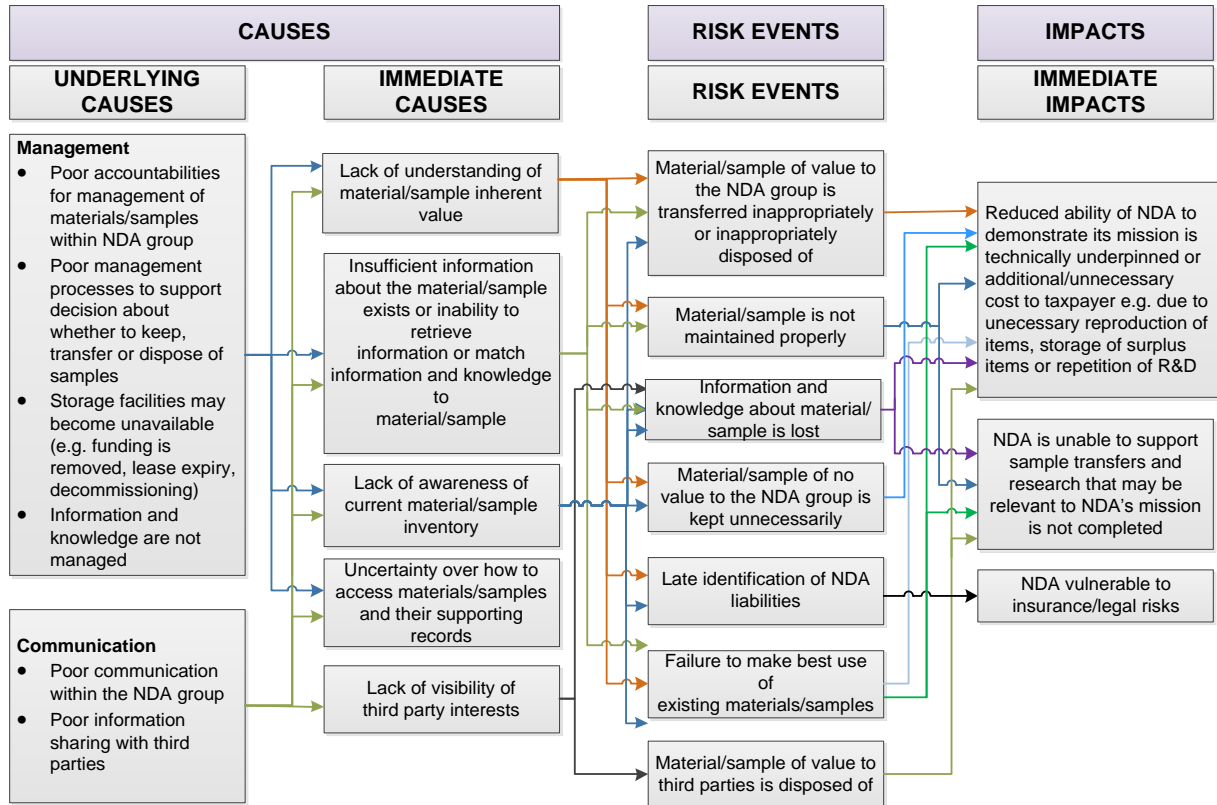 CAUSES
RISK EVENTS
IMPACTS
UNDERLYING
CAUSES
IMMEDIATE
CAUSES
RISK EVENTS
IMMEDIATE
IMPACTS
Management
• Poor accountabilities
for management of
materials/samples
within NDA group
• Poor management
processes to support
decision about
whether to keep,
transfer or dispose of
samples
• Storage facilities may
become unavailable
(e.g. funding is
removed, lease expiry,
decommissioning)
• Information and
knowledge are not
managed
Communication
• Poor communication
within the NDA group
• Poor information
sharing with third
parties
Lack of understanding of
material/sample inherent
value
Insufficient information
about the material/sample
exists or inability to
retrieve
information or match
information and knowledge
to
material/sample
Lack of awareness of
current material/sample
inventory
Uncertainty over how to
access materials/samples
and their supporting
records
Lack of visibility of
third party interests
Material/sample of value to
the NDA group is
transferred inappropriately
or inappropriately
disposed of
Material/sample is not
maintained properly
Information and
knowledge about material/
sample is lost
Material/sample of no
value to the NDA group is
kept unnecessarily
Late identification of NDA
liabilities
Failure to make best use
of
existing materials/samples
Material/sample of value to
third parties is disposed of
Reduced ability of NDA to
demonstrate its mission is
technically underpinned or
additional/unnecessary
cost to taxpayer e.g. due to
unecessary reproduction of
items, storage of surplus
items or repetition of R&D
NDA is unable to support
sample transfers and
research that may be
relevant to NDA's mission
is not completed
NDA vulnerable to
insurance/legal risks